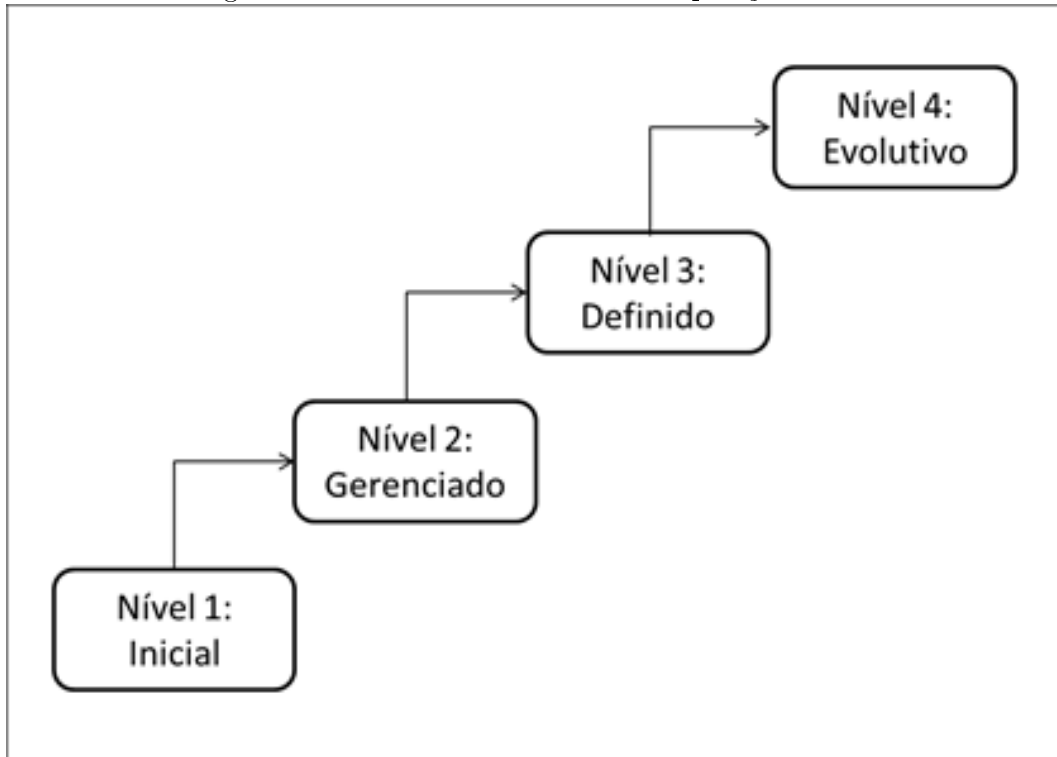 Nível 4:
Evolutivo
Nível 3:
Definido
Nível 2:
Gerenciado
Nível 1:
Inicial